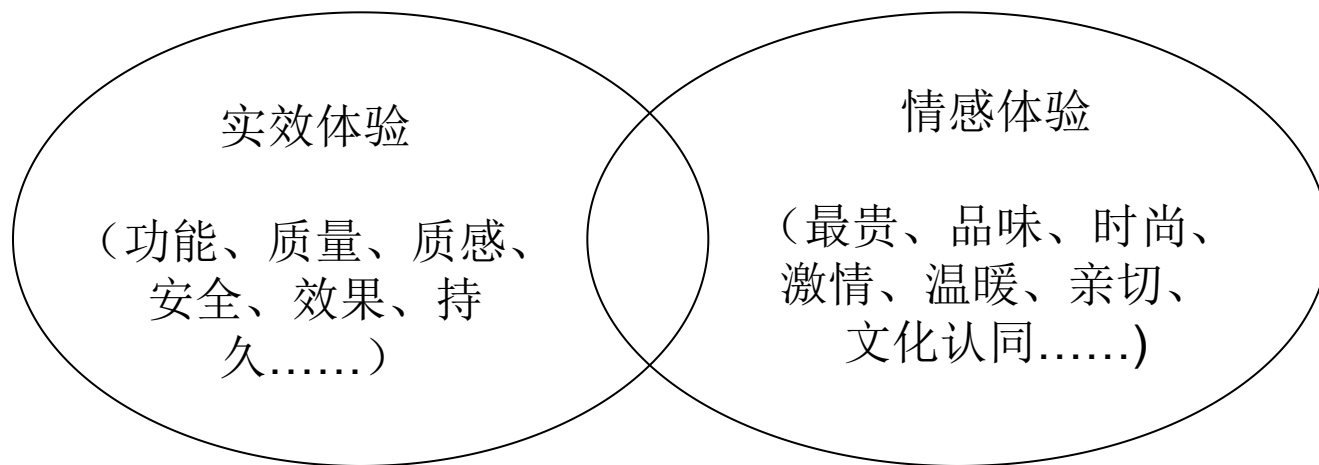 实效体验
（功能、质量、质感、
安全、效果、持
久……）
情感体验
（最贵、品味、时尚、
激情、温暖、亲切、
文化认同……)